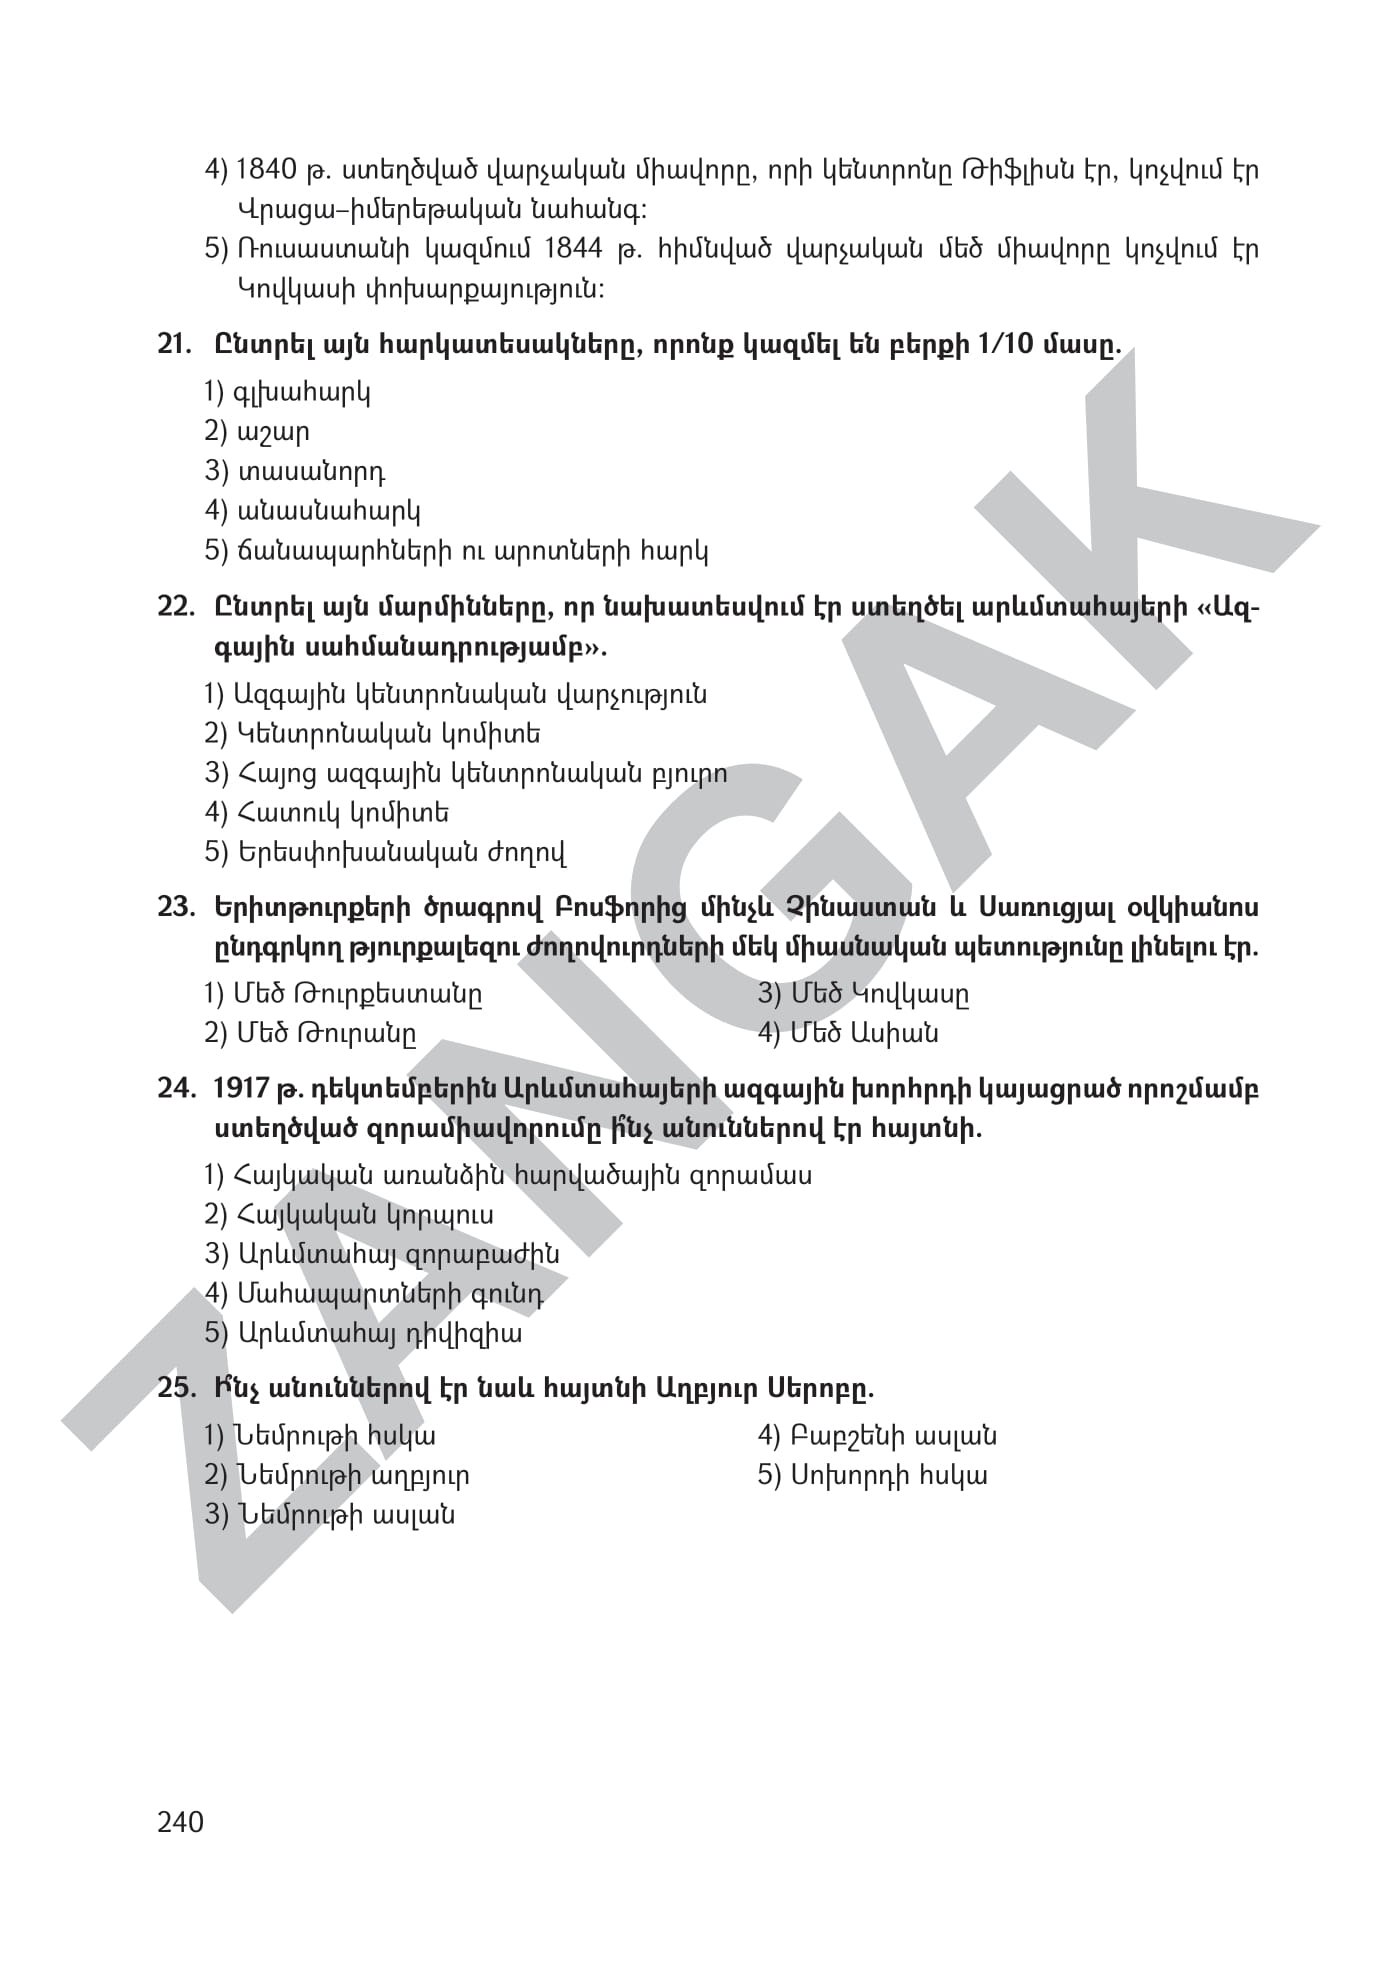 4) 1840 թ. ստեղծված վարչական միավորը, որի կենտրոնը Թիֆլիսն էր, կոչվում էր
Վրացա–իմերեթական նահանգ:
5) Ռուսաստանի կազմում 1844 թ. հիմնված վարչական մեծ միավորը կոչվում էր
Կովկասի փոխարքայություն:
21. Ընտրել այն հարկատեսակները, որոնք կազմել են բերքի 1/10 մասը.
1) գլխահարկ
2) աշար
3) տասանորդ
4) անասնահարկ
5) ճանապարհների ու արոտների հարկ
22. Ընտրել այն մարմինները, որ նախատեսվում էր ստեղծել արևմտահայերի «Ազ-
գային սահմանադրությամբ».
1) Ազգային կենտրոնական վարչություն
2) Կենտրոնական կոմիտե
3) Հայոց ազգային կենտրոնական բյուրո
4) Հատուկ կոմիտե
5) Երեսփոխանական ժողով
23. Երիտթուրքերի ծրագրով Բոսֆորից մինչև Չինաստան և Սառուցյալ օվկիանոս
ընդգրկող թյուրքալեզու ժողովուրդների մեկ միասնական պետությունը լինելու էր.
1) Մեծ Թուրքեստանը
2) Մեծ Թուրանը
3) Մեծ Կովկասը
4) Մեծ Ասիան
24. 1917 թ. դեկտեմբերին Արևմտահայերի ազգային խորհրդի կայացրած որոշմամբ
ստեղծված զորամիավորումը ի՞նչ անուններով էր հայտնի.
1) Հայկական առանձին հարվածային զորամաս
2) Հայկական կորպուս
3) Արևմտահայ զորաբաժին
4) Մահապարտների գունդ
5) Արևմտահայ դիվիզիա
25. Ի՞նչ անուններով էր նաև հայտնի Աղբյուր Սերոբը.
1) Նեմրութի հսկա
2) Նեմրութի աղբյուր
3) Նեմրութի ասլան
4) Բաբշենի ասլան
5) Սոխորդի հսկա
240
ZANGAK